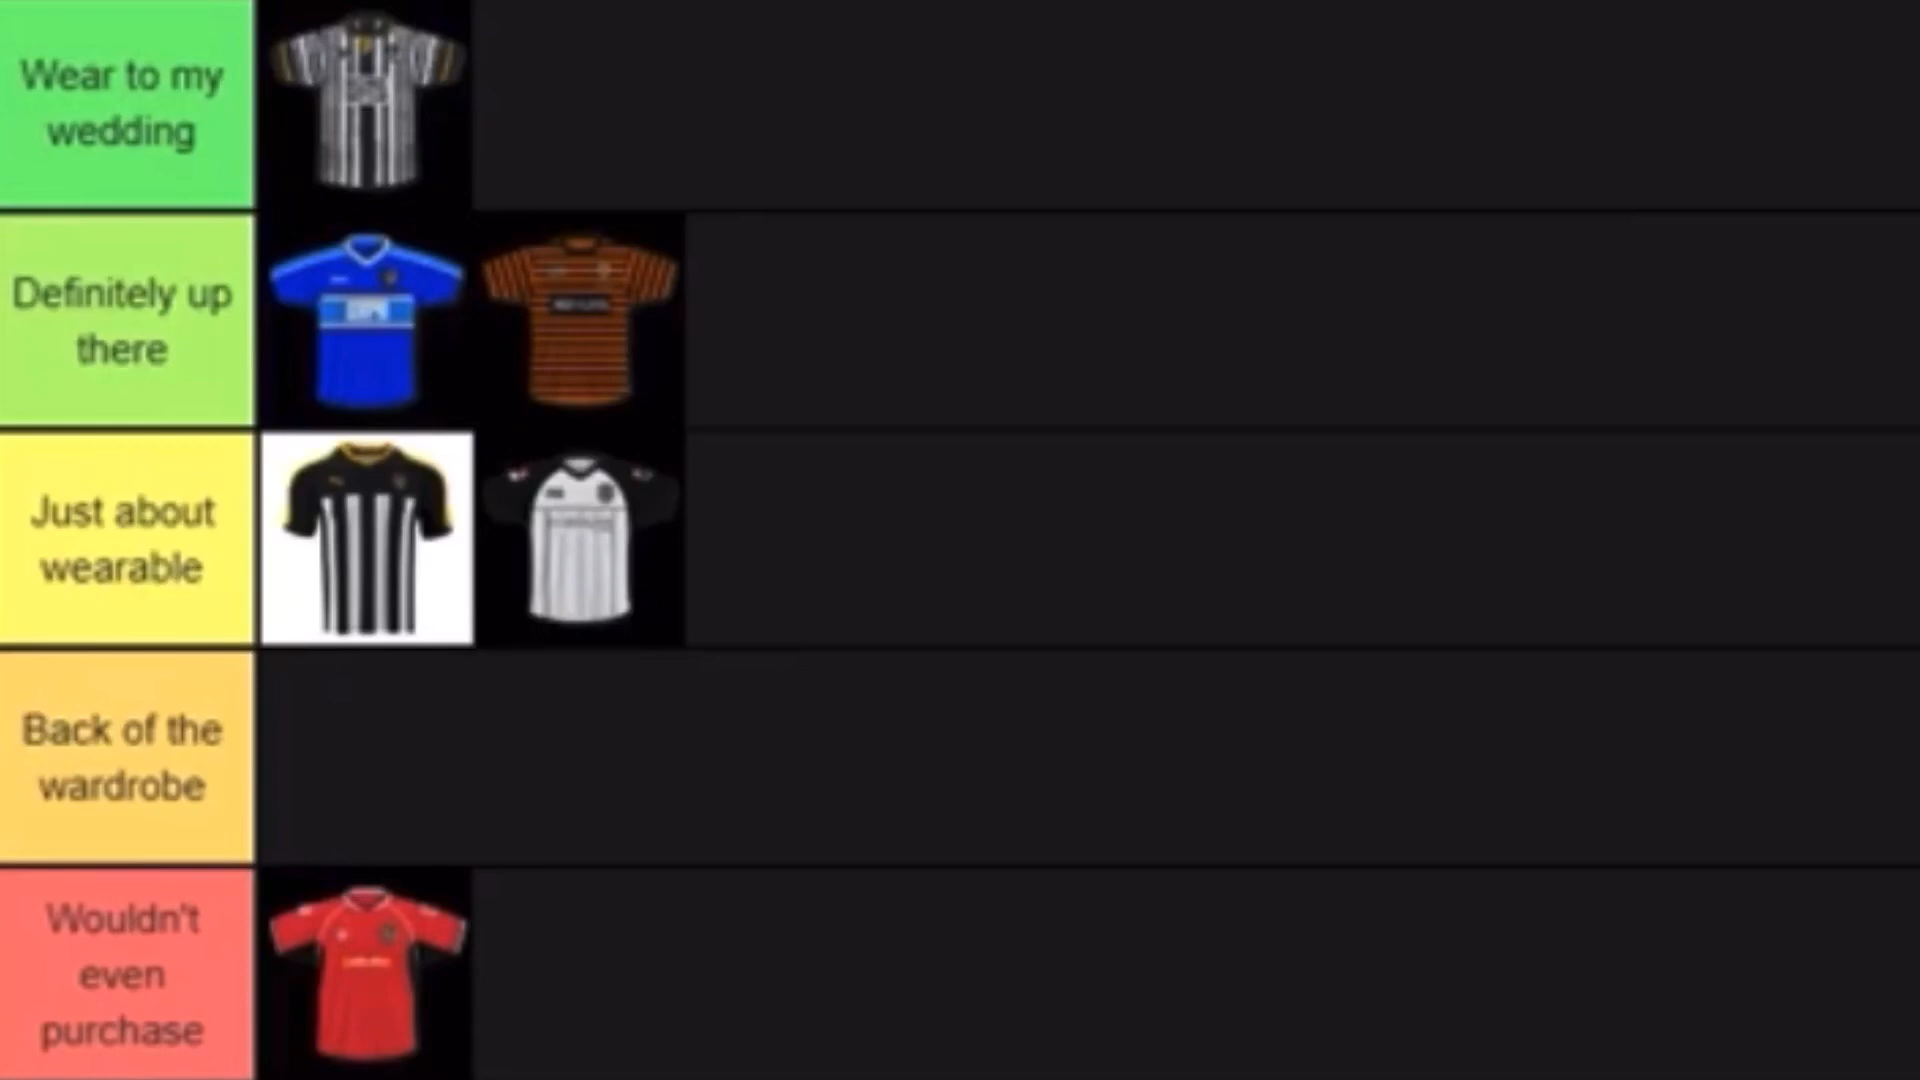 Wear to my
wedding
Definitely up
there
Just about
wearable
Back of the
wardrobe
Wouldn't
even
purchase